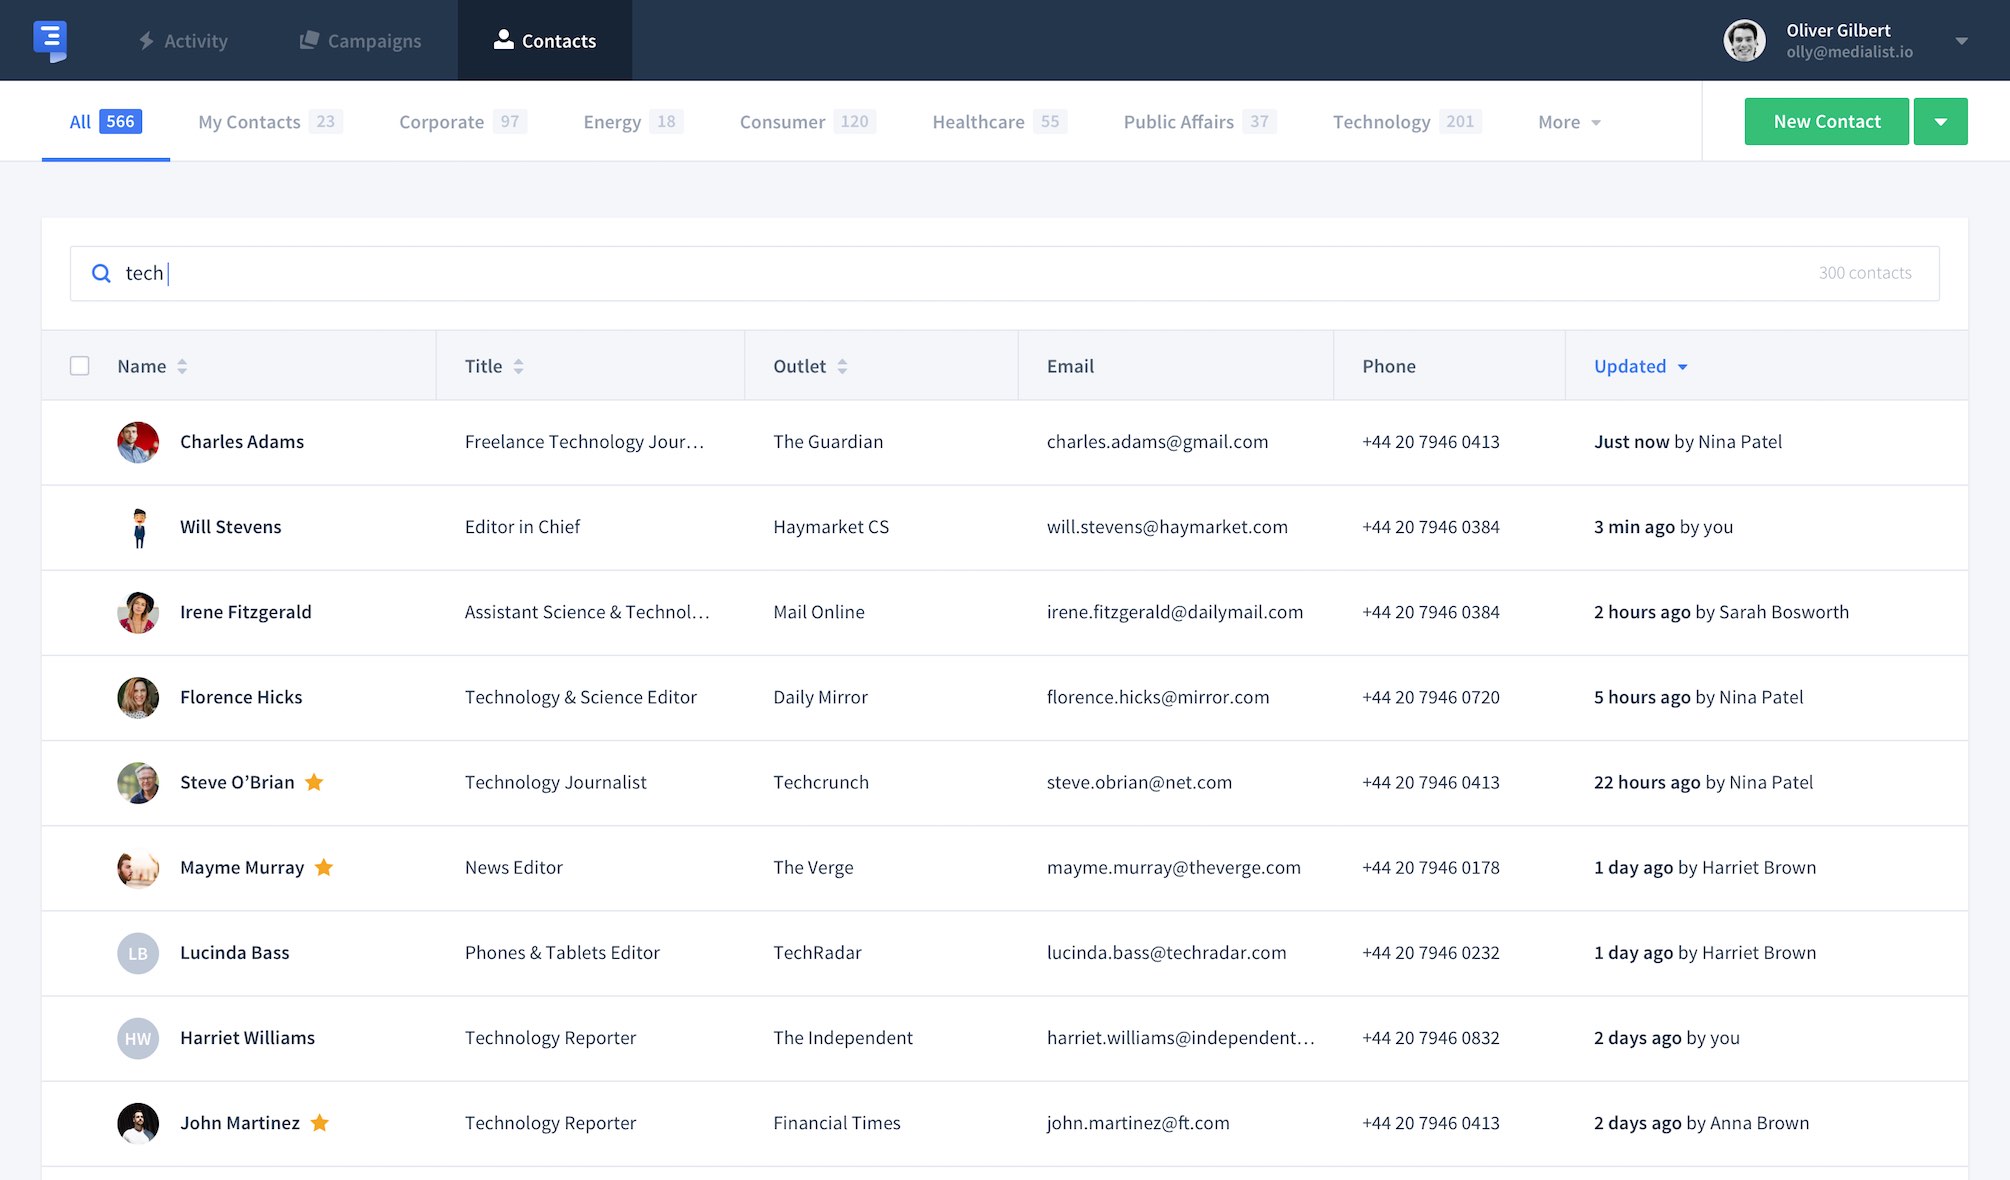 Activity Campaigns Contacts Oliver Gilbert
olly@medialist.io
All 566 My Contacts 23 Corporate 97 Energy 18 Consumer 120 Healthcare 55 Public Affairs 37 Technology 201 More New Contact
tech 300 contacts
Name Title Outlet Email Phone Updated
Charles Adams Freelance Technology Jour... The Guardian charles.adams@gmail.com +44 20 7946 0413 Just now by Nina Patel
Will Stevens Editor in Chief Haymarket CS will.stevens@haymarket.com +44 20 7946 0384 3 min ago by you
Irene Fitzgerald Assistant Science & Technol... Mail Online irene.fitzgerald@dailymail.com +44 20 7946 0384 2 hours ago by Sarah Bosworth
Florence Hicks Technology & Science Editor Daily Mirror florence.hicks@mirror.com +44 20 7946 0720 5 hours ago by Nina Patel
Steve O’Brian Technology Journalist Techcrunch steve.obrian@net.com +44 20 7946 0413 22 hours ago by Nina Patel
Mayme Murray News Editor The Verge mayme.murray@theverge.com +44 20 7946 0178 1 day ago by Harriet Brown
LB Lucinda Bass Phones & Tablets Editor TechRadar lucinda.bass@techradar.com +44 20 7946 0232 1 day ago by Harriet Brown
HW Harriet Williams Technology Reporter The Independent harriet.williams@independent... +44 20 7946 0832 2 days ago by you
John Martinez Technology Reporter Financial Times john.martinez@ft.com +44 20 7946 0413 2 days ago by Anna Brown